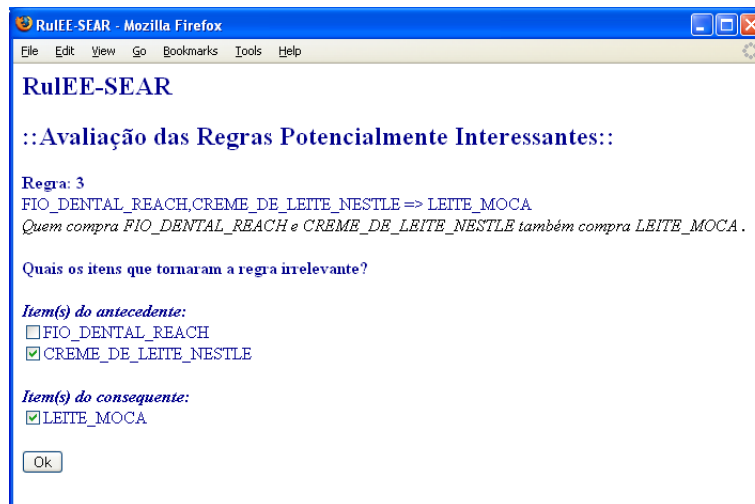 RulEE-SEAR - Mozilla Firefox
File Edit View Go Bookmarks Tools Help
RulEE-SEAR
::Avaliação das Regras Potencialmente Interessantes::
Regra: 3
FIO_DENTAL_REACH,CREME_DE_LEITE_NESTLE => LEITE_MOCA
Quem compra FIO_DENTAL_REACH e CREME_DE_LEITE_NESTLE também compra LEITE_MOCA .
Quais os itens que tornaram a regra irrelevante?
Item(s) do antecedente:
FIO_DENTAL_REACH
CREME_DE_LEITE_NESTLE
Item(s) do consequente:
LEITE_MOCA
Ok